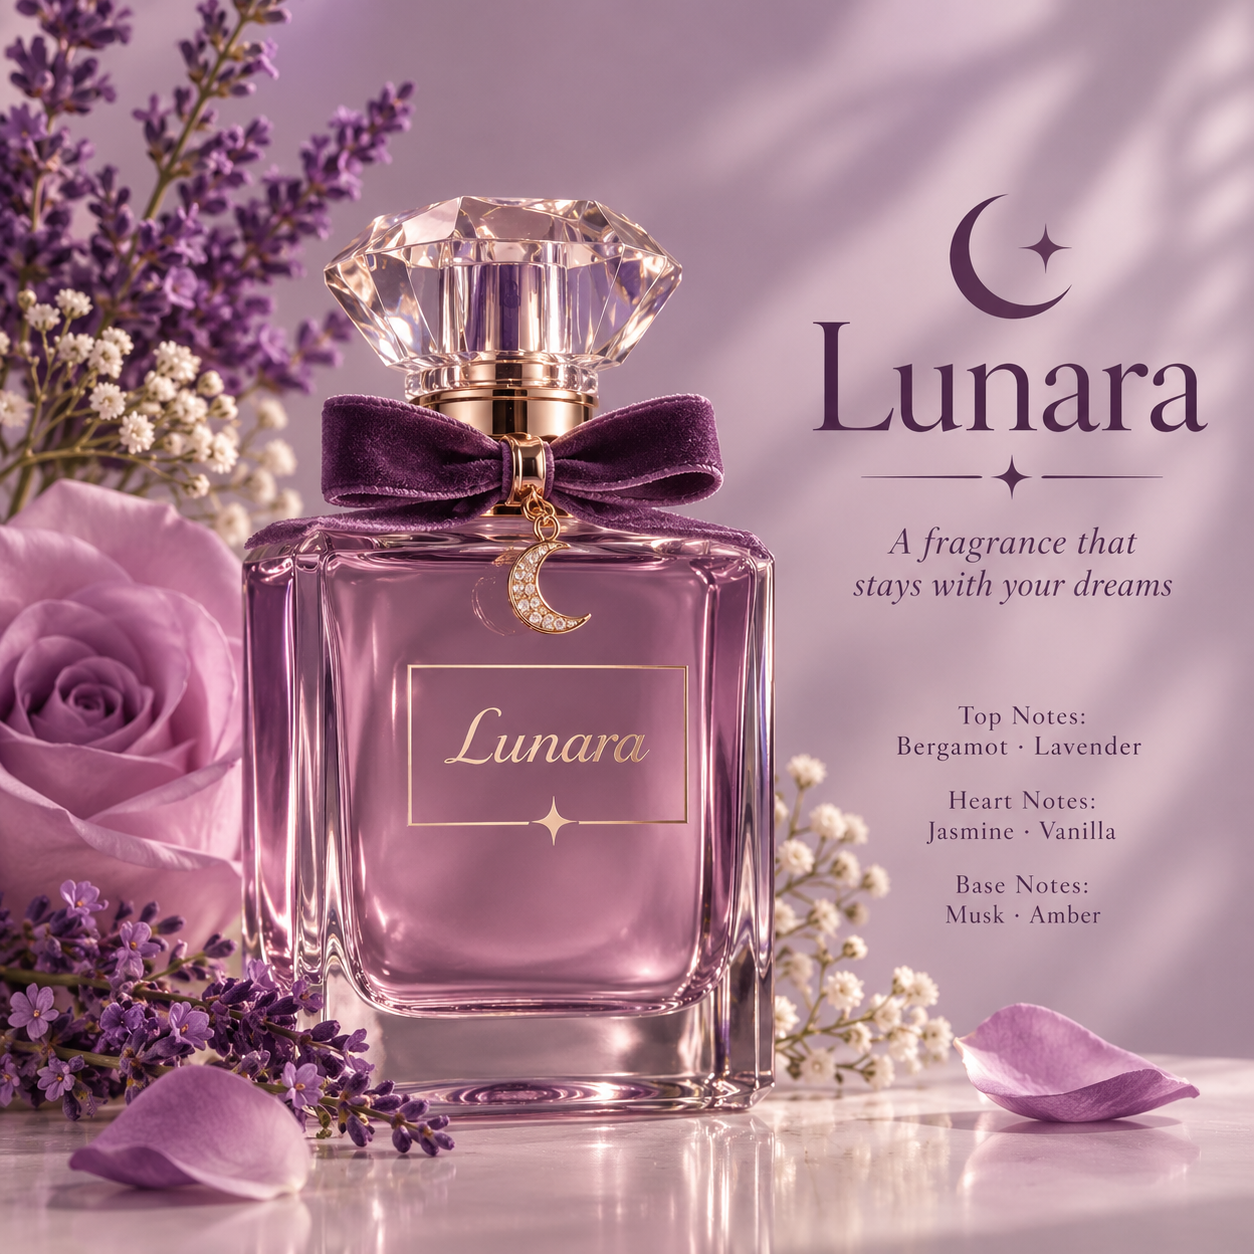 Lunara
Lunara
A fragrance that
stays with your dreams
Top Notes:
Bergamot · Lavender
Heart Notes:
Jasmine · Vanilla
Base Notes:
Musk · Amber